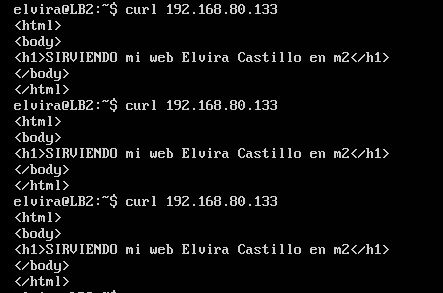 elvira@LB2:~$ curl 192.168.80.133
<html>
<body>
<h1>SIRVIENDO mi web Elvira Castillo en m2</h1>
</body>
</html>
elvira@LB2:~$ curl 192.168.80.133
<html>
<body>
<h1>SIRVIENDO mi web Elvira Castillo en m2</h1>
</body>
</html>
elvira@LB2:~$ curl 192.168.80.133
<html>
<body>
<h1>SIRVIENDO mi web Elvira Castillo en m2</h1>
</body>
</html>